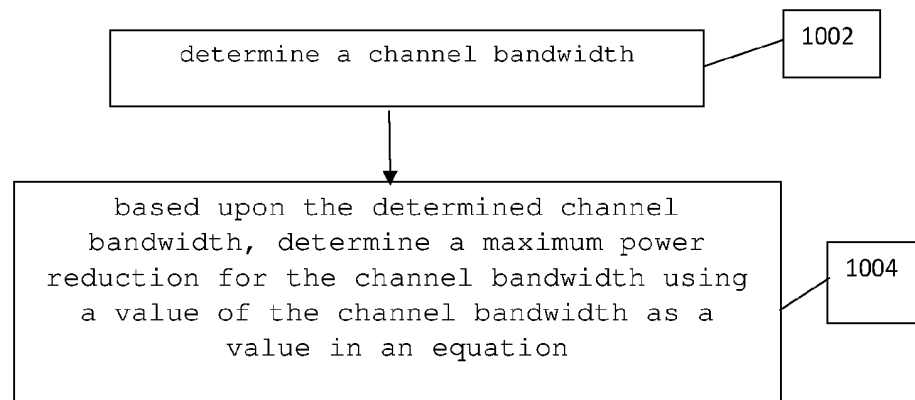 determine a channel bandwidth
1002
based upon the determined channel
bandwidth, determine a maximum power
reduction for the channel bandwidth using
a value of the channel bandwidth as a
value in an equation
1004